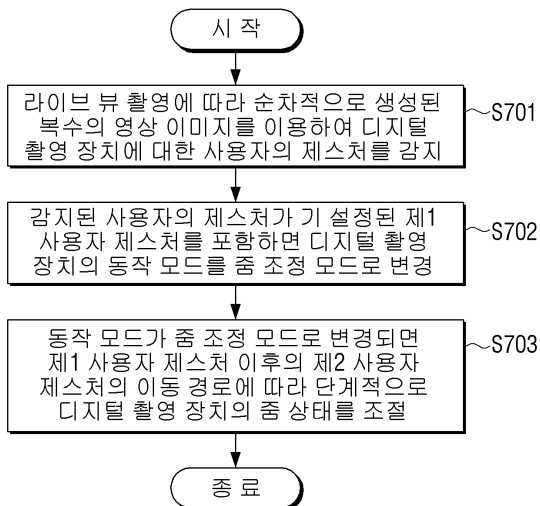 시 작
라이브 뷰 촬영에 따라 순차적으로 생성된
복수의 영상 이미지를 이용하여 디지털
촬영 장치에 대한 사용자의 제스처를 감지
S701
감지된 사용자의 제스처가 기 설정된 제1
사용자 제스처를 포함하면 디지털 촬영
장치의 동작 모드를 줌 조정 모드로 변경
S702
동작 모드가 줌 조정 모드로 변경되면
제1 사용자 제스처 이후의 제2 사용자
제스처의 이동 경로에 따라 단계적으로
디지털 촬영 장치의 줌 상태를 조절
S703
종 료